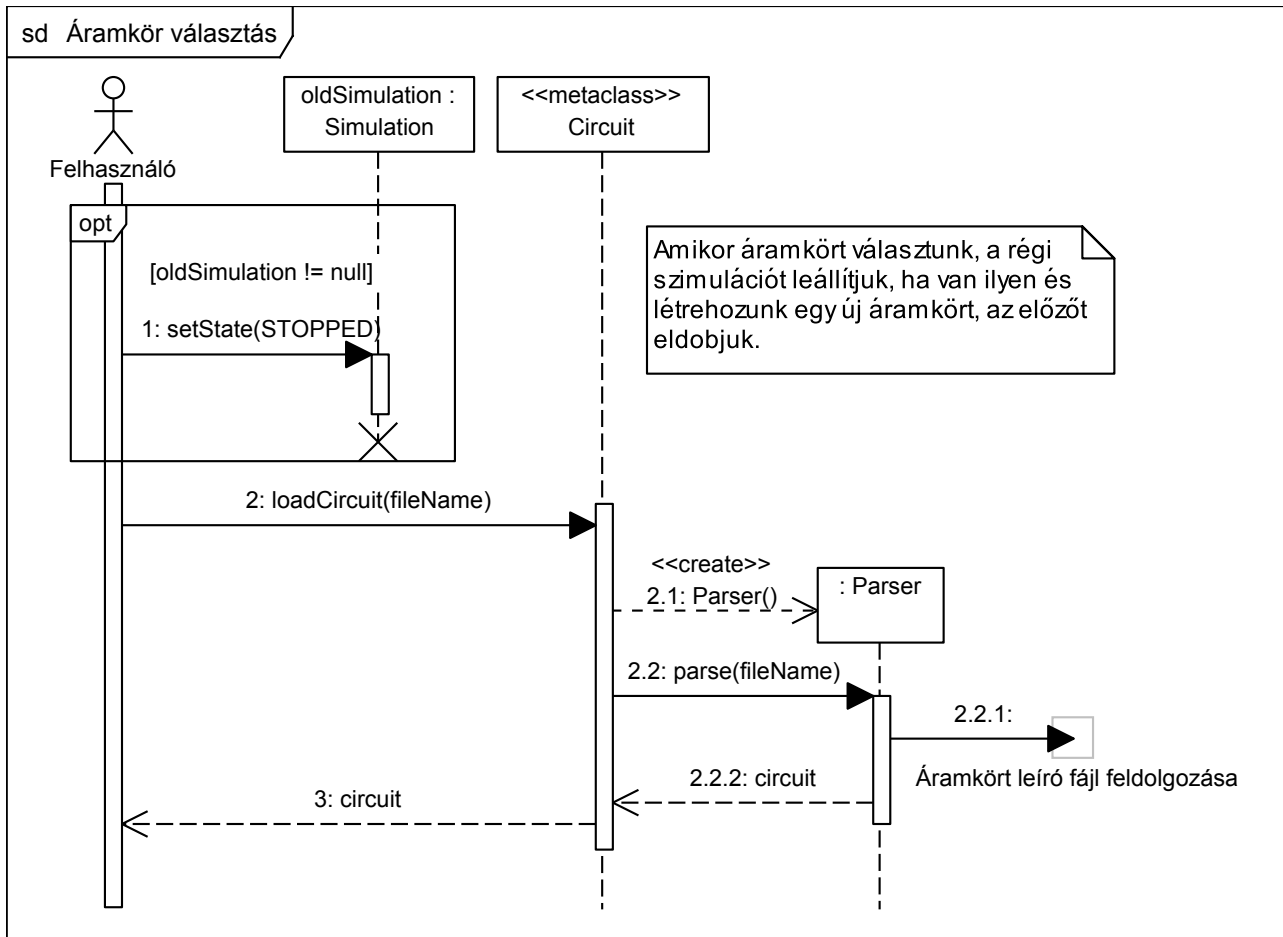 sd Áramkör választás
Felhasználó
oldSimulation :
Simulation
<<metaclass>>
Circuit
opt
[oldSimulation != null]
1: setState(STOPPED)
Amikor áramkört választunk, a régi
szimulációt leállítjuk, ha van ilyen és
létrehozunk egy új áramkört, az előzőt
eldobjuk.
2: loadCircuit(fileName)
<<create>>
2.1: Parser()
: Parser
2.2: parse(fileName)
2.2.1:
Áramkört leíró fájl feldolgozása
2.2.2: circuit
3: circuit